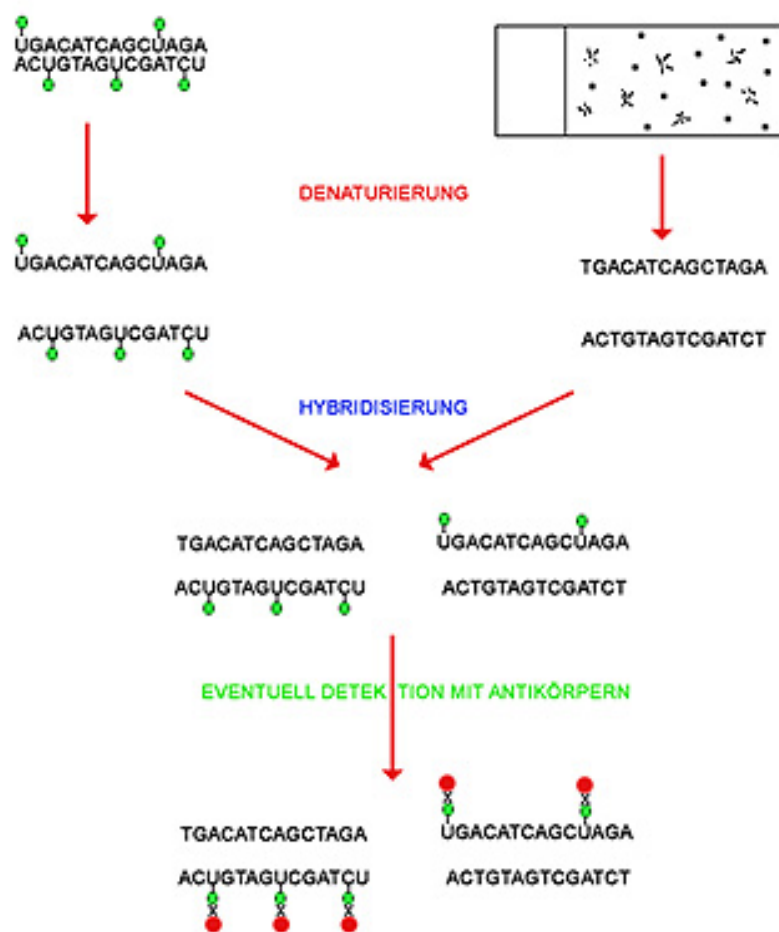 UGACATCAGCUAGA
ACUGTAGUCGATCU
DENATURIERUNG
UGACATCAGCUAGA
TGACATCAGCTAGA
ACUGTAGUCGATCU
ACTGTAGTCGATCT
HYBRIDISIERUNG
TGACATCAGCTAGA
UGACATCAGCUAGA
ACUGTAGUCGATCU
ACTGTAGTCGATCT
EVENTUELL DETEKTION MIT ANTIKÖRPERN
TGACATCAGCTAGA
UGACATCAGCUAGA
ACUGTAGUCGATCU
ACTGTAGTCGATCT